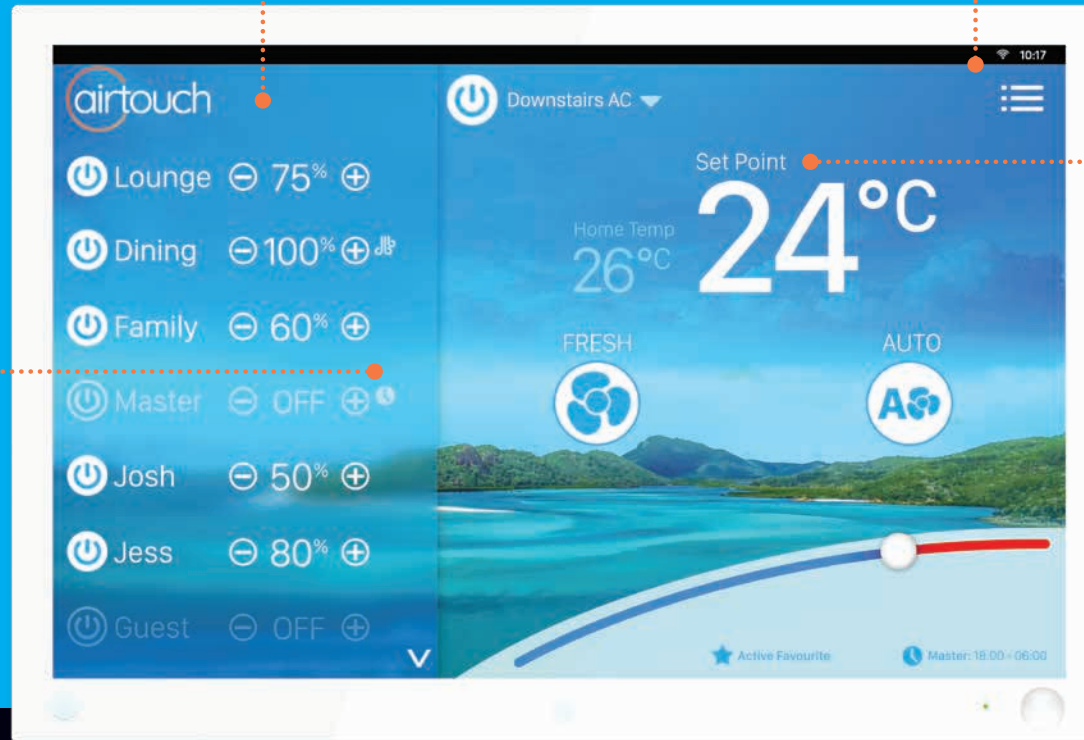 10:17
airtouch
Downstairs AC
Lounge 75%
Dining 100%
Family 60%
Master OFF
Josh 50%
Jess 80%
Guest OFF
Set Point
24°C
Home Temp
26°C
FRESH
AUTO
A
Active Favourite
Master: 18:00 - 06:00